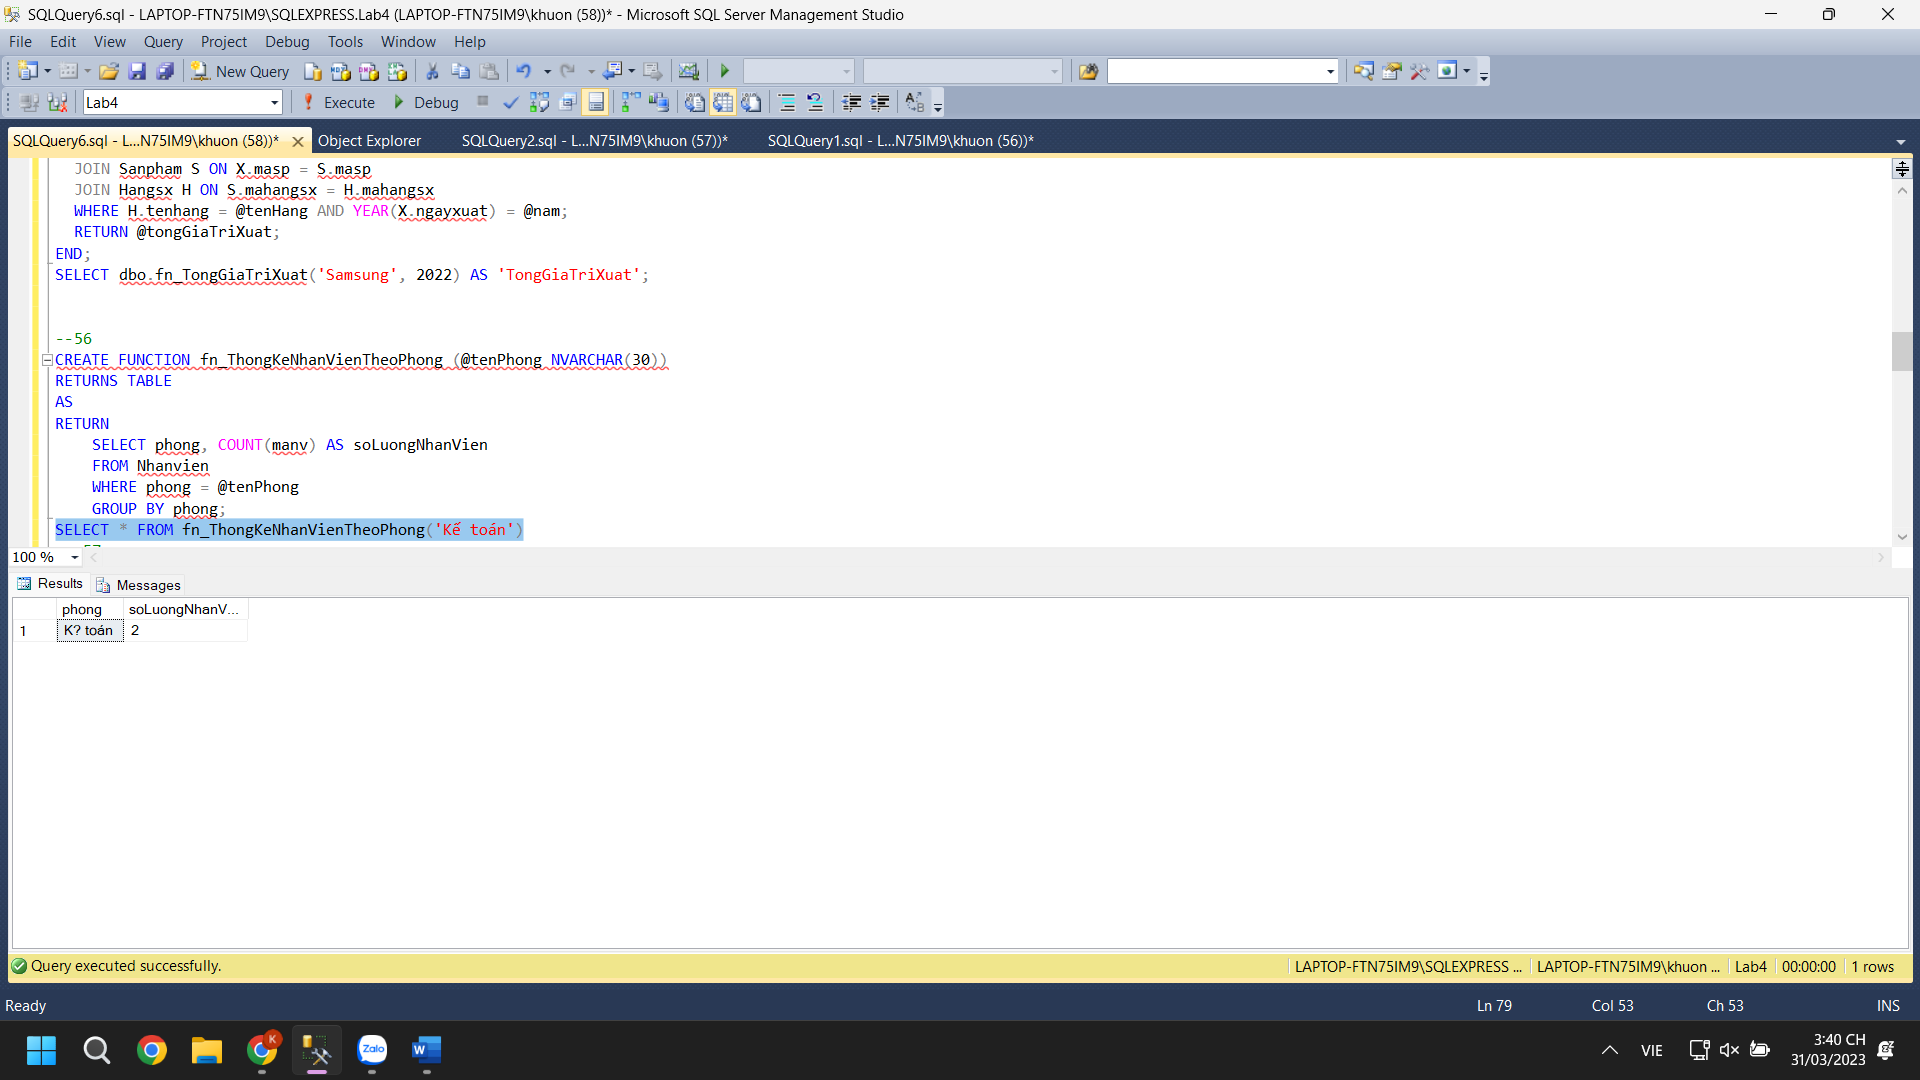 SQLQuery6.sql - LAPTOP-FTN75IM9\SQLEXPRESS.Lab4 (LAPTOP-FTN75IM9\khuon (58))* - Microsoft SQL Server Management Studio
File Edit View Query Project Debug Tools Window Help
New Query
Lab4 Execute Debug
SQLQuery6.sql - L...N75IM9\khuon (58))* Object Explorer SQLQuery2.sql - L...N75IM9\khuon (57))* SQLQuery1.sql - L...N75IM9\khuon (56))*
JOIN Sanpham S ON X.masp = S.masp
JOIN Hangsx H ON S.mahangsx = H.mahangsx
WHERE H.tenhang = @tenHang AND YEAR(X.ngayxuat) = @nam;
RETURN @tongGiaTriXuat;
END;
SELECT dbo.fn_TongGiaTriXuat('Samsung', 2022) AS 'TongGiaTriXuat';
--56
CREATE FUNCTION fn_ThongKeNhanVienTheoPhong (@tenPhong NVARCHAR(30))
RETURNS TABLE
AS
RETURN
SELECT phong, COUNT(manv) AS soLuongNhanVien
FROM Nhanvien
WHERE phong = @tenPhong
GROUP BY phong;
SELECT * FROM fn_ThongKeNhanVienTheoPhong('Kế toán')
100 %
Results Messages
phong soLuongNhanV...
1 K? toán 2
Query executed successfully. LAPTOP-FTN75IM9\SQLEXPRESS ... LAPTOP-FTN75IM9\khuon ... Lab4 00:00:00 1 rows
Ready Ln 79 Col 53 Ch 53 INS
K Zalo W VIE 3:40 CH
31/03/2023